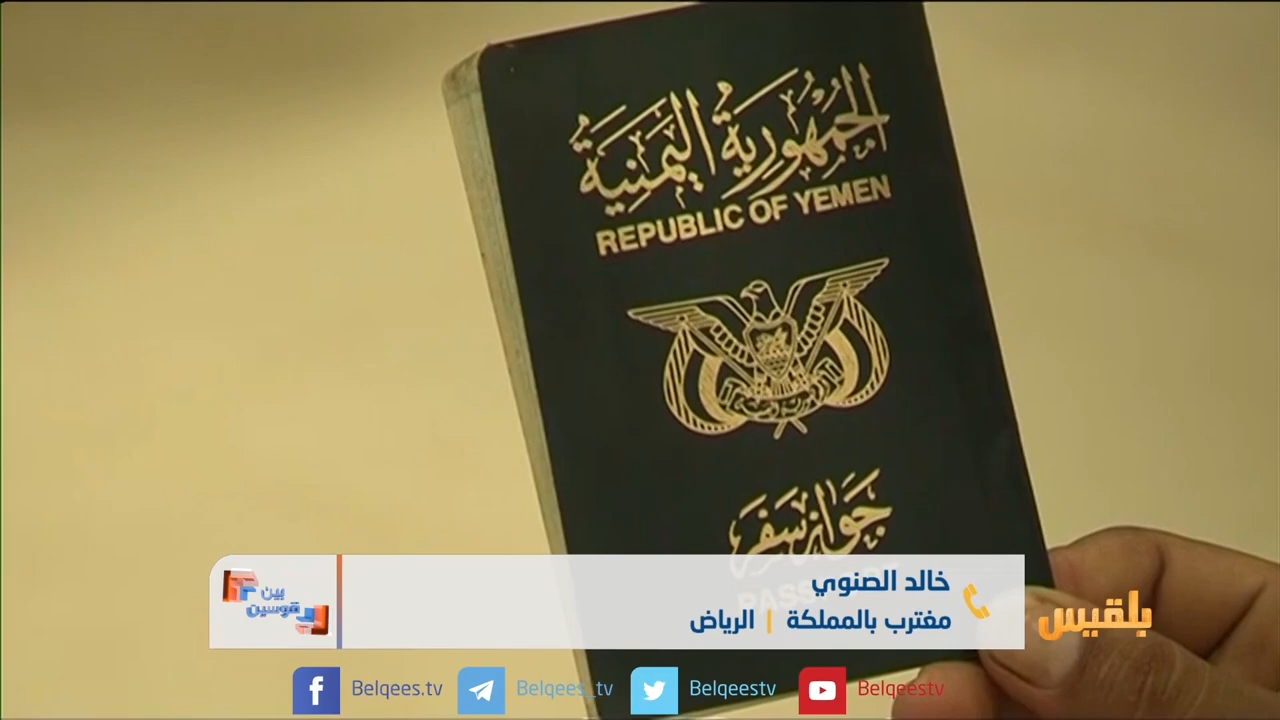 الجمهورية اليمنية
REPUBLIC OF YEMEN
جواز سفر
PASSPORT
خالد الصنوي
مغترب بالمملكة | الرياض
بين قوسين
بلقيس
Belqees.tv
Belqees_tv
Belqeestv
Belqeestv